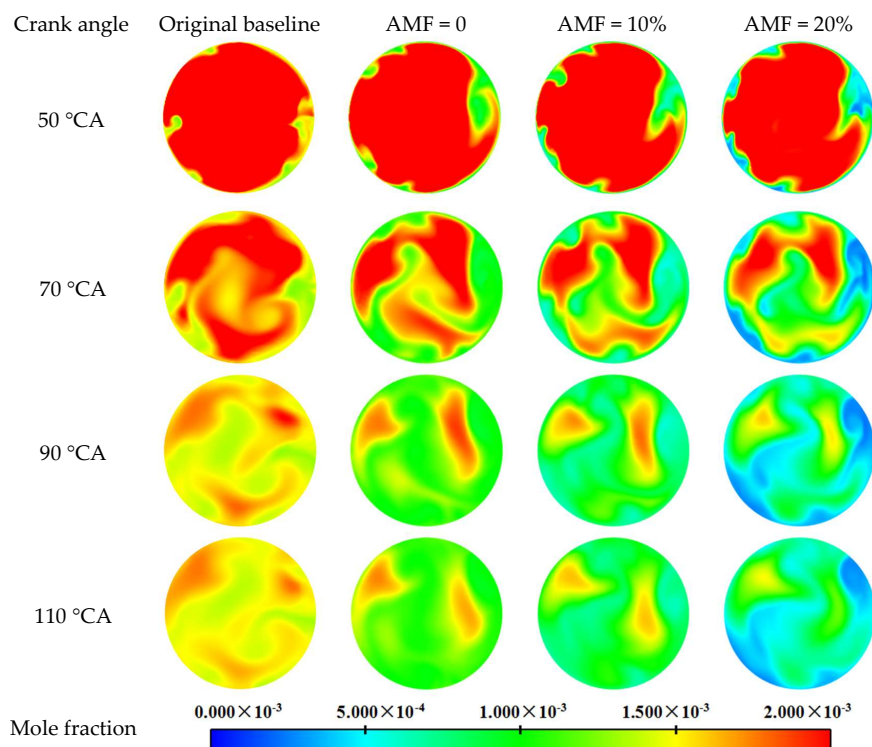 Crank angle Original baseline AMF = 0 AMF = 10% AMF = 20%
50 °CA
70 °CA
90 °CA
110 °CA
0.000×10⁻³ 5.000×10⁻⁴ 1.000×10⁻³ 1.500×10⁻³ 2.000×10⁻³
Mole fraction